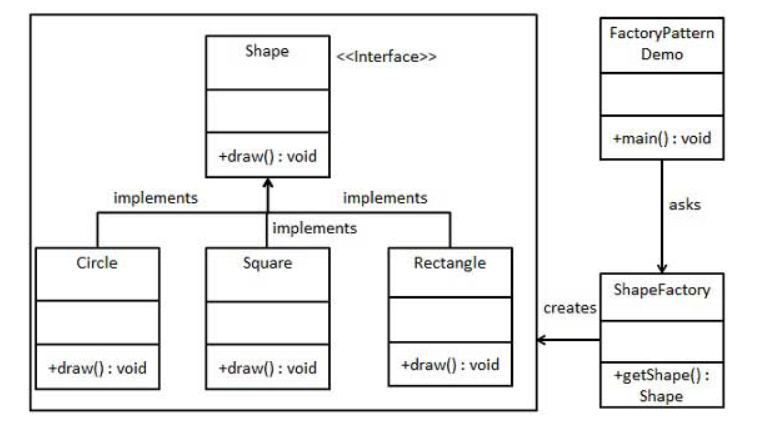 Shape
<<Interface>>
+draw() : void
implements
implements
implements
Circle
+draw() : void
Square
+draw() : void
Rectangle
+draw() : void
FactoryPattern
Demo
+main() : void
asks
ShapeFactory
+getShape() :
Shape
creates